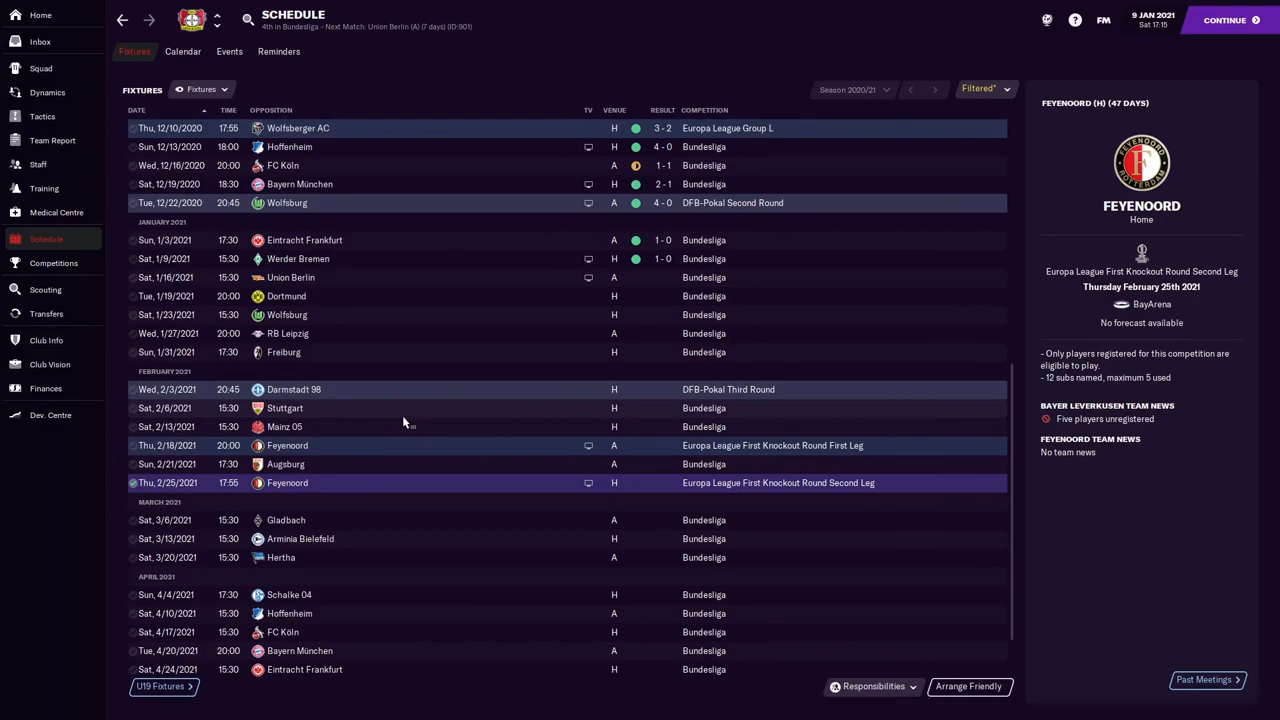 SCHEDULE
4th in Bundesliga - Next Match: Union Berlin (A) (7 days) (ID:901)
FM
9 JAN 2021
Sat 17:15
CONTINUE
Home
Inbox
Squad
Dynamics
Tactics
Team Report
Staff
Training
Medical Centre
Schedule
Competitions
Scouting
Transfers
Club Info
Club Vision
Finances
Dev. Centre
Fixtures Calendar Events Reminders
FIXTURES Fixtures Season 2020/21 Filtered*
DATE TIME OPPOSITION TV VENUE RESULT COMPETITION
Thu, 12/10/2020 17:55 Wolfsberger AC H 3 - 2 Europa League Group L
Sun, 12/13/2020 18:00 Hoffenheim H 4 - 0 Bundesliga
Wed, 12/16/2020 20:00 FC Köln A 1 - 1 Bundesliga
Sat, 12/19/2020 18:30 Bayern München H 2 - 1 Bundesliga
Tue, 12/22/2020 20:45 Wolfsburg A 4 - 0 DFB-Pokal Second Round
JANUARY 2021
Sun, 1/3/2021 17:30 Eintracht Frankfurt A 1 - 0 Bundesliga
Sat, 1/9/2021 15:30 Werder Bremen H 1 - 0 Bundesliga
Sat, 1/16/2021 15:30 Union Berlin A Bundesliga
Tue, 1/19/2021 20:00 Dortmund H Bundesliga
Sat, 1/23/2021 15:30 Wolfsburg H Bundesliga
Wed, 1/27/2021 20:00 RB Leipzig A Bundesliga
Sun, 1/31/2021 17:30 Freiburg H Bundesliga
FEBRUARY 2021
Wed, 2/3/2021 20:45 Darmstadt 98 H DFB-Pokal Third Round
Sat, 2/6/2021 15:30 Stuttgart H Bundesliga
Sat, 2/13/2021 15:30 Mainz 05 H Bundesliga
Thu, 2/18/2021 20:00 Feyenoord A Europa League First Knockout Round First Leg
Sun, 2/21/2021 17:30 Augsburg A Bundesliga
Thu, 2/25/2021 17:55 Feyenoord H Europa League First Knockout Round Second Leg
MARCH 2021
Sat, 3/6/2021 15:30 Gladbach A Bundesliga
Sat, 3/13/2021 15:30 Arminia Bielefeld H Bundesliga
Sat, 3/20/2021 15:30 Hertha A Bundesliga
APRIL 2021
Sun, 4/4/2021 17:30 Schalke 04 H Bundesliga
Sat, 4/10/2021 15:30 Hoffenheim A Bundesliga
Sat, 4/17/2021 15:30 FC Köln H Bundesliga
Tue, 4/20/2021 20:00 Bayern München A Bundesliga
Sat, 4/24/2021 15:30 Eintracht Frankfurt H Bundesliga
U19 Fixtures
Responsibilities
Arrange Friendly
FEYENOORD (H) (47 DAYS)
FEYENOORD
ROTTERDAM
FEYENOORD
Home
Europa League First Knockout Round Second Leg
Thursday February 25th 2021
BayArena
No forecast available
- Only players registered for this competition are
eligible to play.
- 12 subs named, maximum 5 used
BAYER LEVERKUSEN TEAM NEWS
Five players unregistered
FEYENOORD TEAM NEWS
No team news
Past Meetings